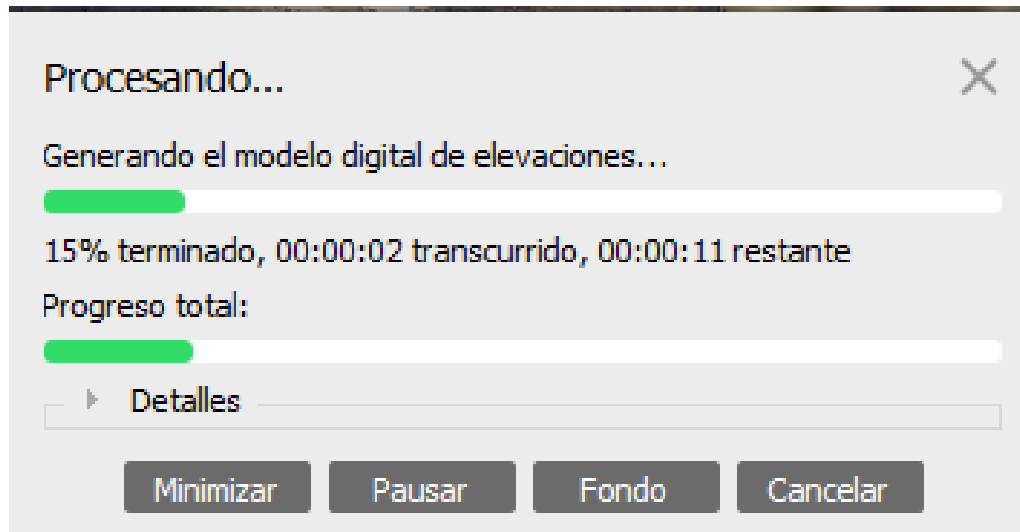 Procesando...
Generando el modelo digital de elevaciones...
15% terminado, 00:00:02 transcurrido, 00:00:11 restante
Progreso total:
Detalles
Minimizar Pausar Fondo Cancelar